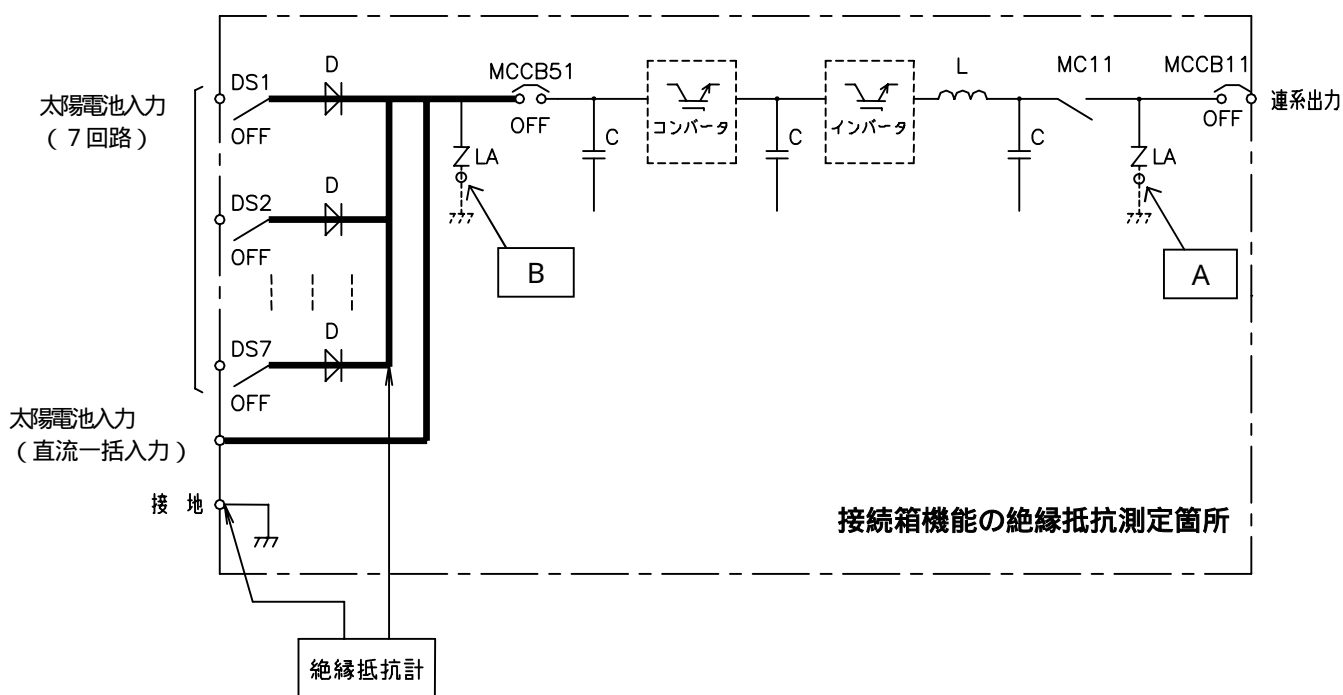 太陽電池入力
（７回路）
DS1
OFF
D
MCCB51
OFF
C
コンバータ
C
インバータ
L
C
MC11
MCCB11
OFF
連系出力
LA
LA
DS2
OFF
D
B
A
DS7
OFF
D
太陽電池入力
（直流一括入力）
接 地
接続箱機能の絶縁抵抗測定箇所
絶縁抵抗計